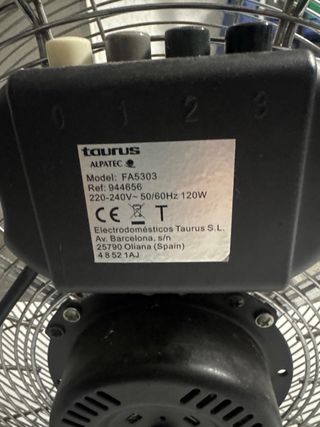 0 1 2 3
taurus
ALPATEC
Model: FA5303
Ref: 944656
220-240V~ 50/60Hz 120W
CE T
Electrodomésticos Taurus S.L.
Av. Barcelona, s/n
25790 Oliana (Spain)
4 8 52 1AJ